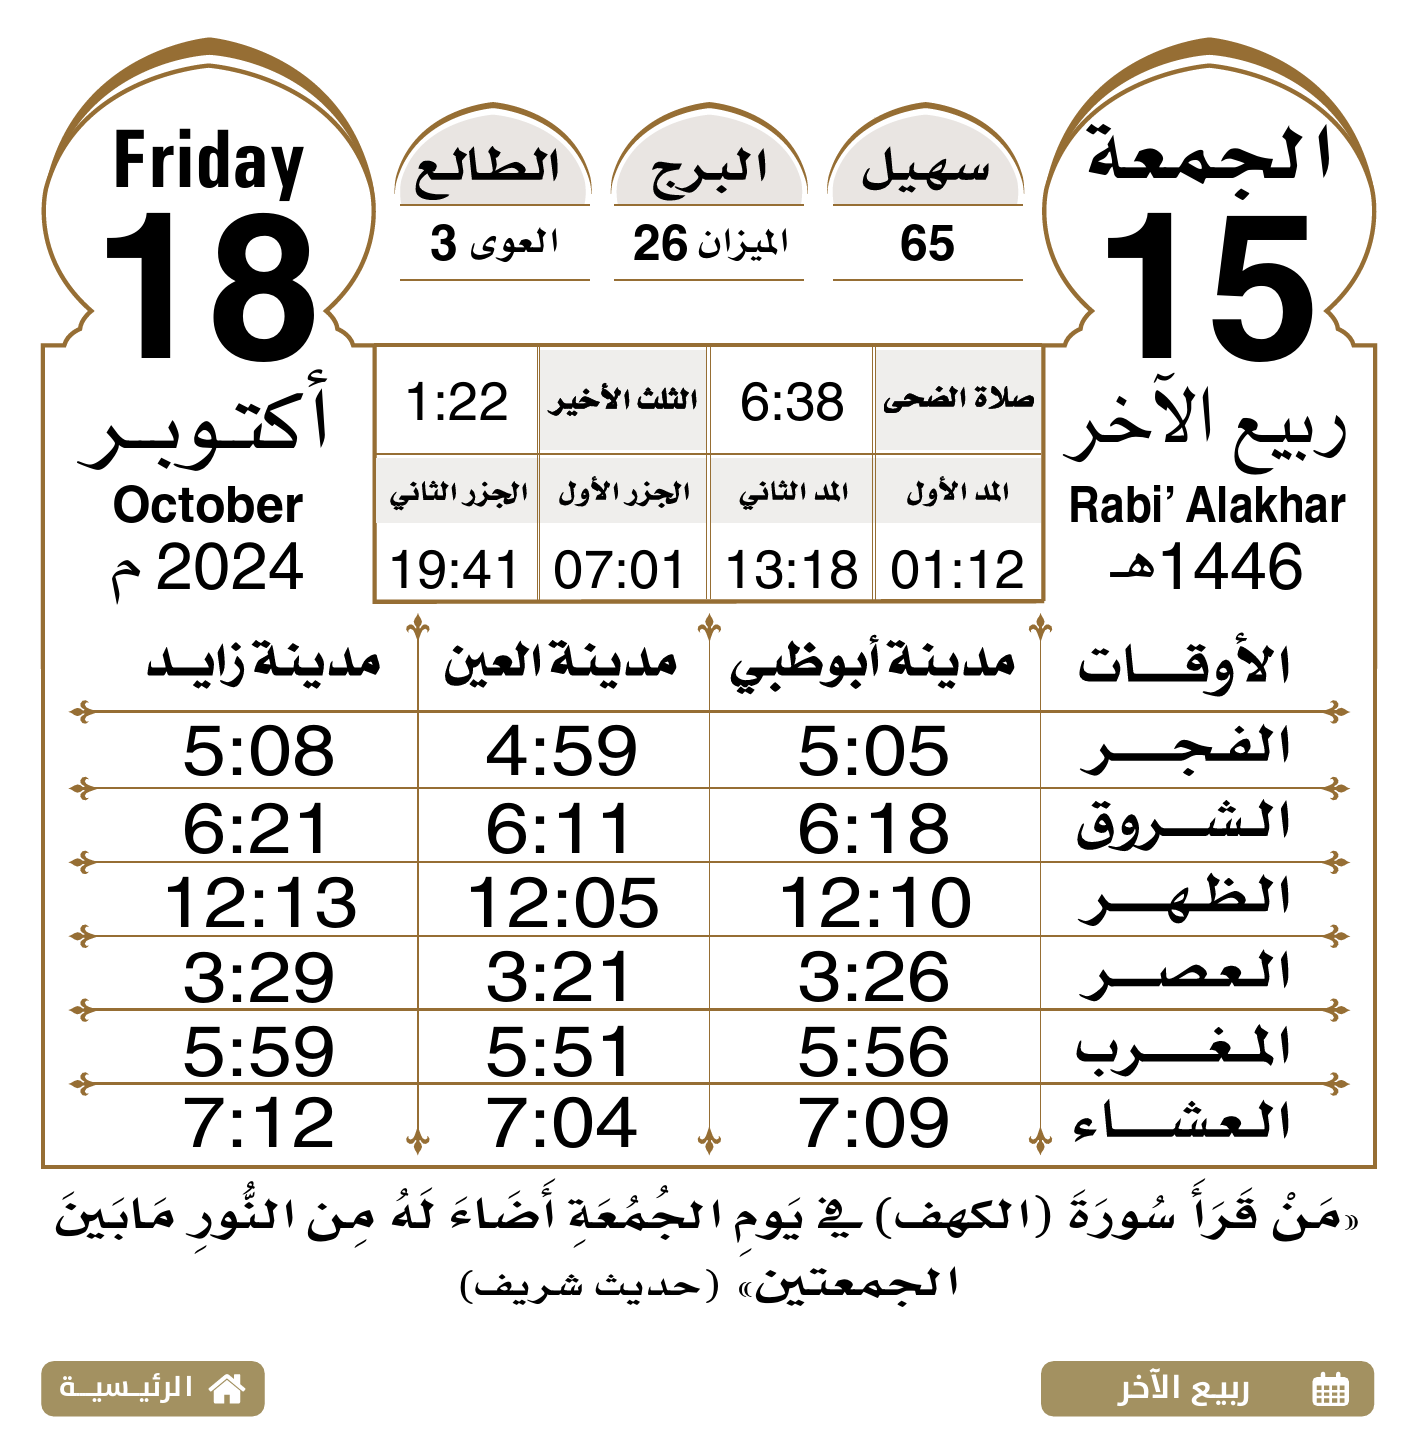 الجمعة
15
ربيع الآخر
Rabi’ Alakhar
1446هـ
سهيل
65
البرج
الميزان 26
الطالع
العوى 3
Friday
18
أكتوبر
October
2024 م
صلاة الضحى 6:38 الثلث الأخير 1:22
المد الأول المد الثاني الجزر الأول الجزر الثاني
01:12 13:18 07:01 19:41
الأوقات مدينة أبوظبي مدينة العين مدينة زايد
الفجر 5:05 4:59 5:08
الشروق 6:18 6:11 6:21
الظهر 12:10 12:05 12:13
العصر 3:26 3:21 3:29
المغرب 5:56 5:51 5:59
العشاء 7:09 7:04 7:12
«مَنْ قَرَأَ سُورَةَ (الكهف) في يَومِ الجُمُعَةِ أَضَاءَ لَهُ مِن النُّورِ مَابَينَ
الجمعتين» (حديث شريف)
ربيع الآخر
الرئيسية